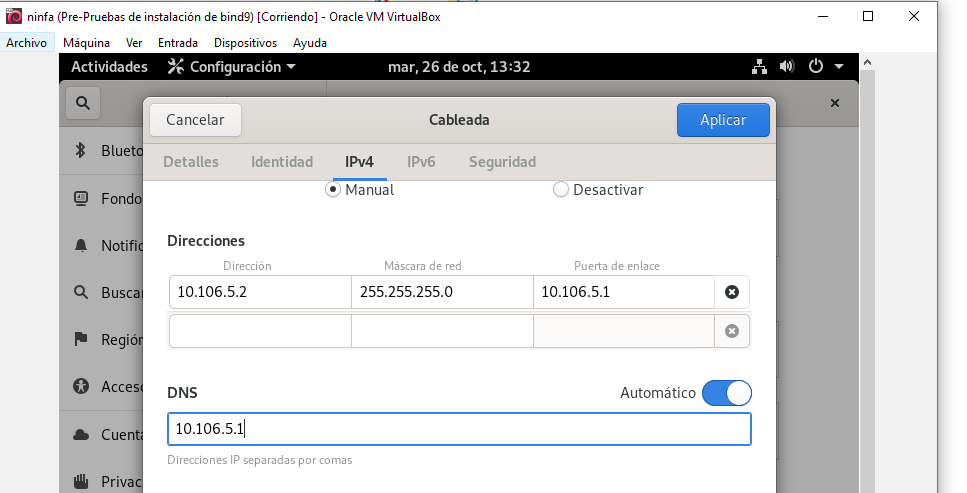 ninfa (Pre-Pruebas de instalación de bind9) [Corriendo] - Oracle VM VirtualBox
Archivo Máquina Ver Entrada Dispositivos Ayuda
Actividades Configuración mar, 26 de oct, 13:32
Cancelar Cableada Aplicar
Detalles Identidad IPv4 IPv6 Seguridad
Blueto
Manual Desactivar
Fondo
Direcciones
Notific
Dirección Máscara de red Puerta de enlace
Buscar
10.106.5.2 255.255.255.0 10.106.5.1
Región
Acceso
DNS Automático
Cuenta
10.106.5.1
Direcciones IP separadas por comas
Privac